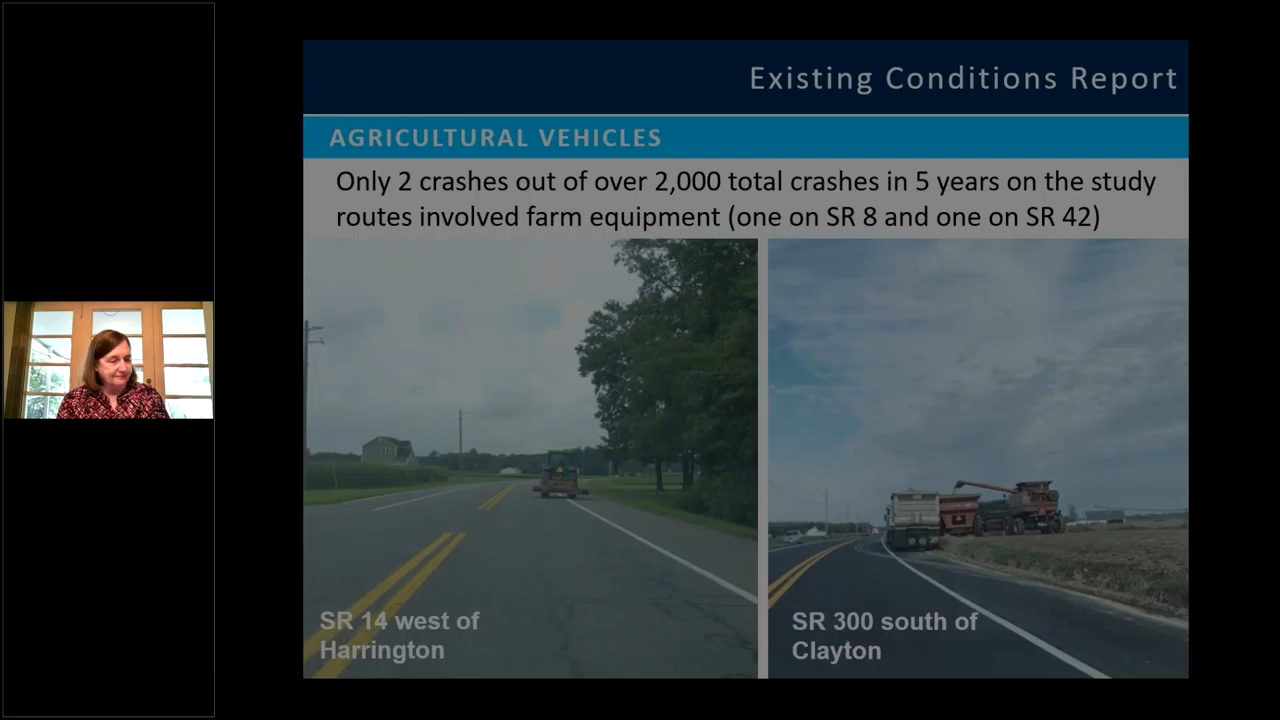 Existing Conditions Report
AGRICULTURAL VEHICLES
Only 2 crashes out of over 2,000 total crashes in 5 years on the study
routes involved farm equipment (one on SR 8 and one on SR 42)
SR 14 west of
Harrington
SR 300 south of
Clayton